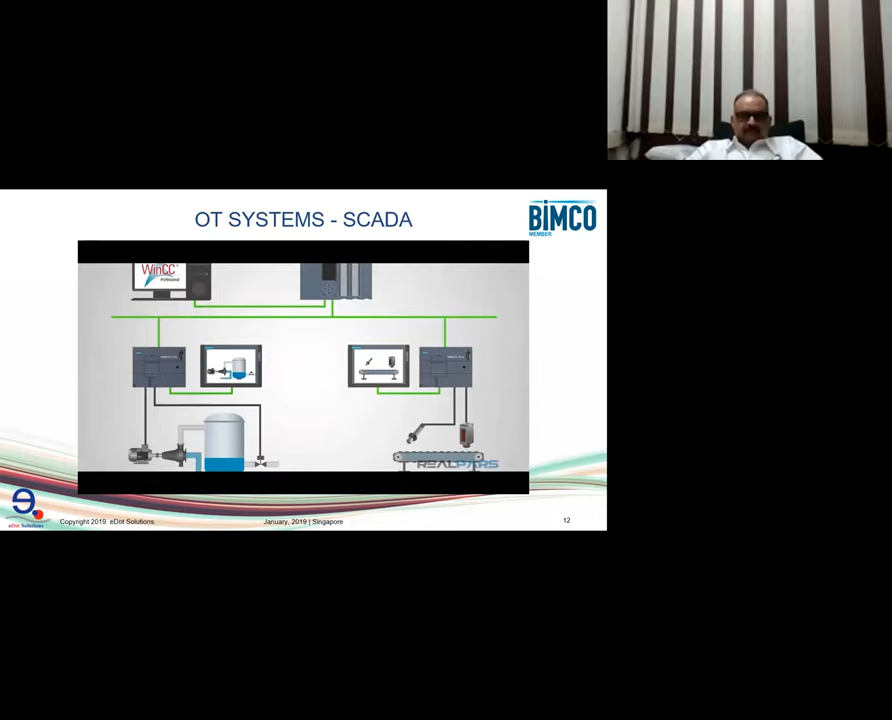 OT SYSTEMS - SCADA
BIMCO
MEMBER
WinCC
Professional
REALPARS
eDot Solutions
Copyright 2019. eDot Solutions.
January, 2019 | Singapore
12